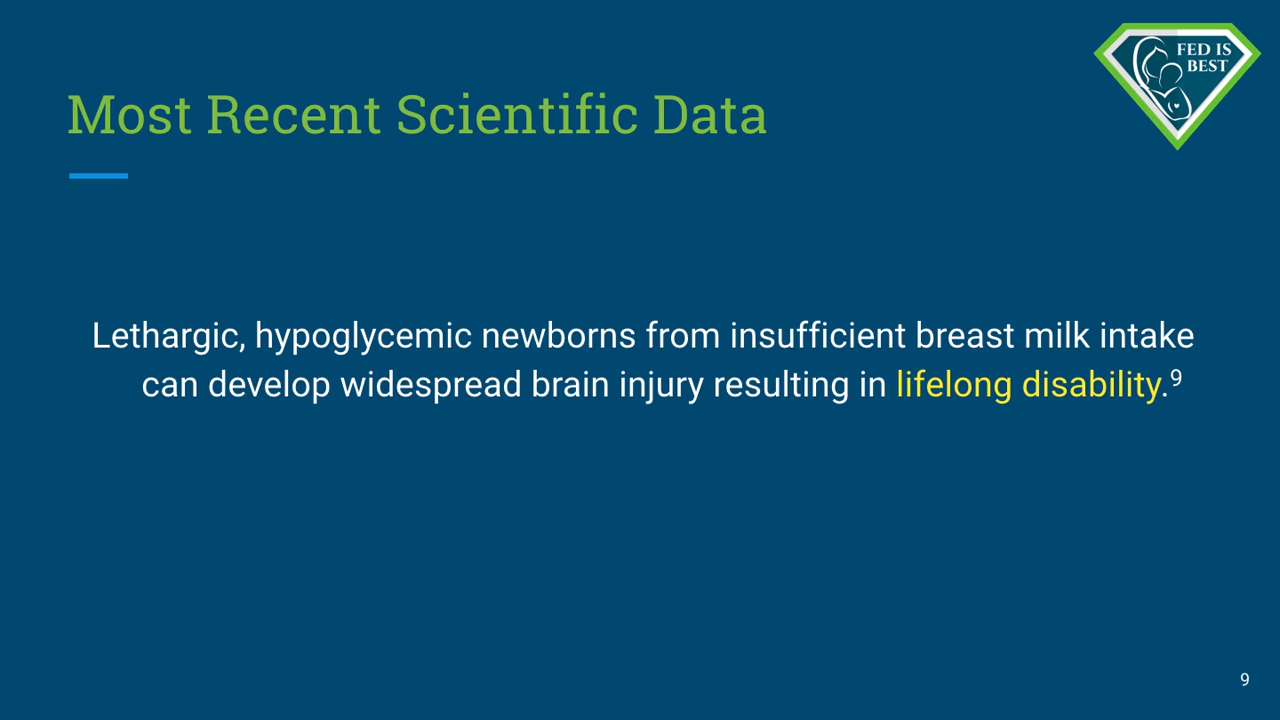 FED IS
BEST
Most Recent Scientific Data
Lethargic, hypoglycemic newborns from insufficient breast milk intake
can develop widespread brain injury resulting in lifelong disability.⁹
9